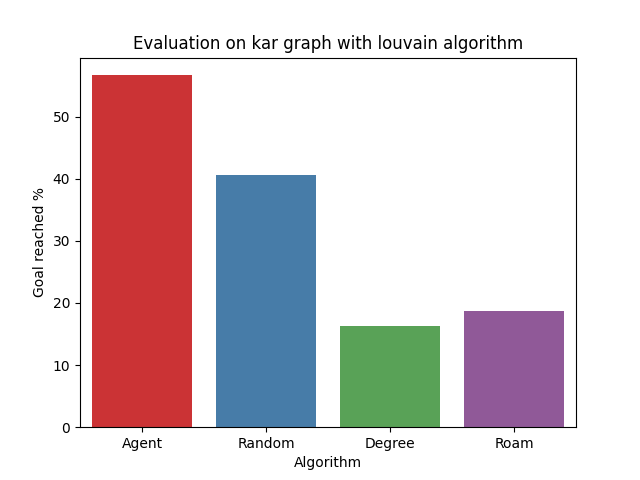 Evaluation on kar graph with louvain algorithm
Goal reached %
50
40
30
20
10
0
Agent Random Degree Roam
Algorithm